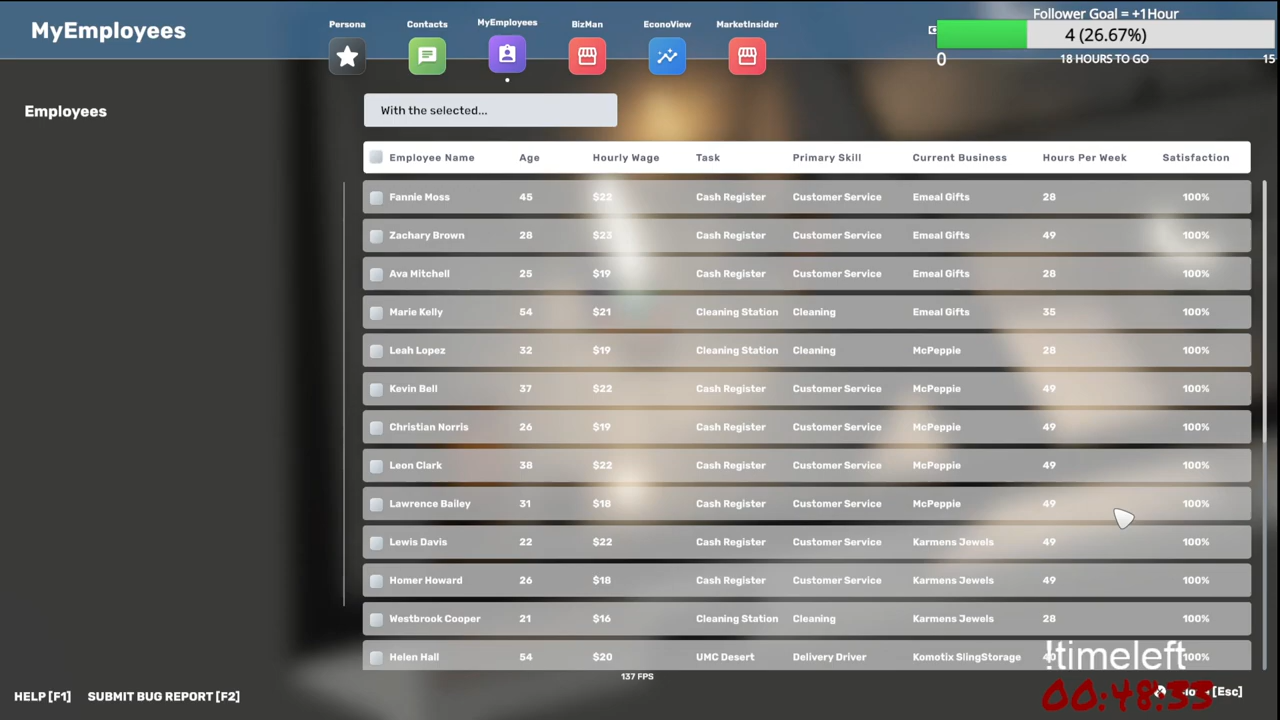 MyEmployees
Persona
Contacts
MyEmployees
BizMan
EconoView
MarketInsider
Follower Goal = +1Hour
4 (26.67%)
0
18 HOURS TO GO
15
Employees
With the selected...
Employee Name Age Hourly Wage Task Primary Skill Current Business Hours Per Week Satisfaction
Fannie Moss 45 $22 Cash Register Customer Service Emeal Gifts 28 100%
Zachary Brown 28 $23 Cash Register Customer Service Emeal Gifts 49 100%
Ava Mitchell 25 $19 Cash Register Customer Service Emeal Gifts 28 100%
Marie Kelly 54 $21 Cleaning Station Cleaning Emeal Gifts 35 100%
Leah Lopez 32 $19 Cleaning Station Cleaning McPeppie 28 100%
Kevin Bell 37 $22 Cash Register Customer Service McPeppie 49 100%
Christian Norris 26 $19 Cash Register Customer Service McPeppie 49 100%
Leon Clark 38 $22 Cash Register Customer Service McPeppie 49 100%
Lawrence Bailey 31 $18 Cash Register Customer Service McPeppie 49 100%
Lewis Davis 22 $22 Cash Register Customer Service Karmens Jewels 49 100%
Homer Howard 26 $18 Cash Register Customer Service Karmens Jewels 49 100%
Westbrook Cooper 21 $16 Cleaning Station Cleaning Karmens Jewels 28 100%
Helen Hall 54 $20 UMC Desert Delivery Driver Komotix SlingStorage 100%
!timeleft
137 FPS
HELP [F1]
SUBMIT BUG REPORT [F2]
00:48:33
[Esc]